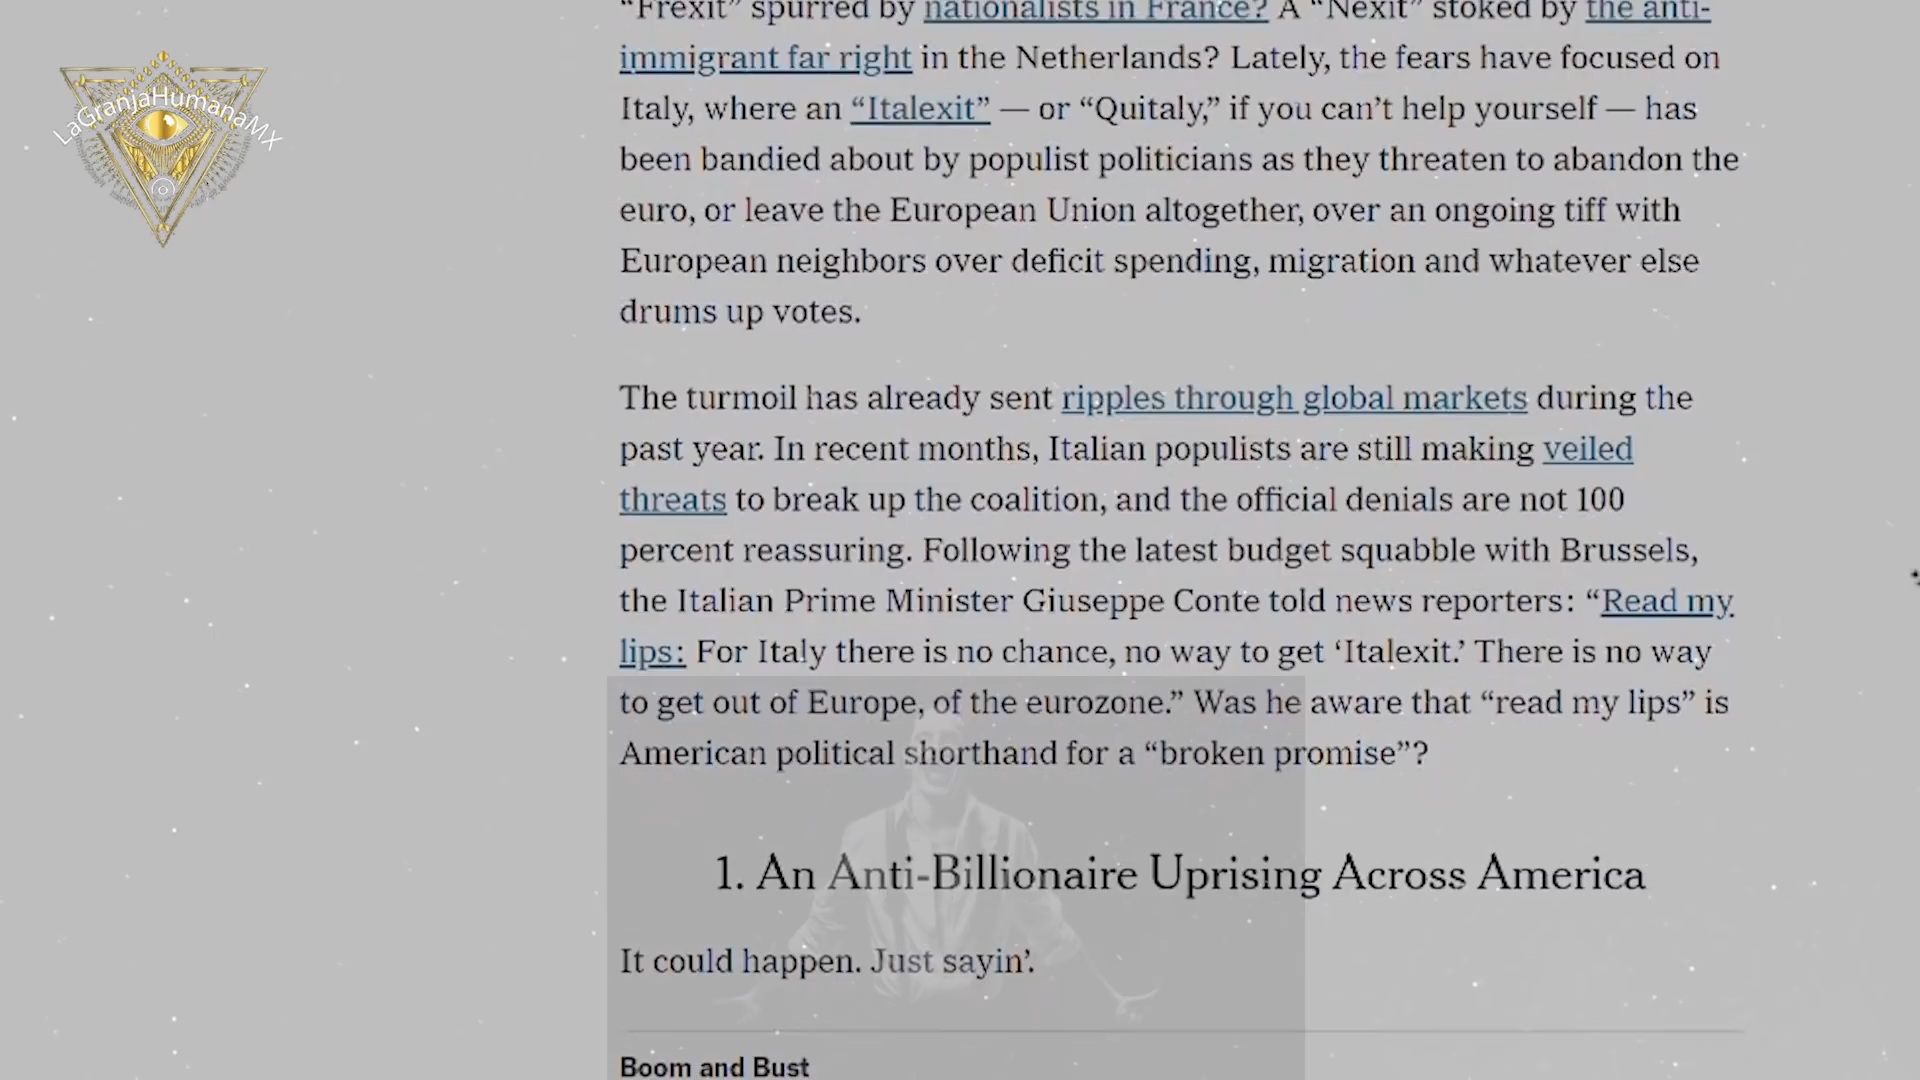 LaGranjaHumanaMX
“Frexit” spurred by nationalists in France? A “Nexit” stoked by the anti-
immigrant far right in the Netherlands? Lately, the fears have focused on
Italy, where an “Italexit” — or “Quitaly,” if you can’t help yourself — has
been bandied about by populist politicians as they threaten to abandon the
euro, or leave the European Union altogether, over an ongoing tiff with
European neighbors over deficit spending, migration and whatever else
drums up votes.
The turmoil has already sent ripples through global markets during the
past year. In recent months, Italian populists are still making veiled
threats to break up the coalition, and the official denials are not 100
percent reassuring. Following the latest budget squabble with Brussels,
the Italian Prime Minister Giuseppe Conte told news reporters: “Read my
lips: For Italy there is no chance, no way to get ‘Italexit.’ There is no way
to get out of Europe, of the eurozone.” Was he aware that “read my lips” is
American political shorthand for a “broken promise”?
1. An Anti-Billionaire Uprising Across America
It could happen. Just sayin’.
Boom and Bust